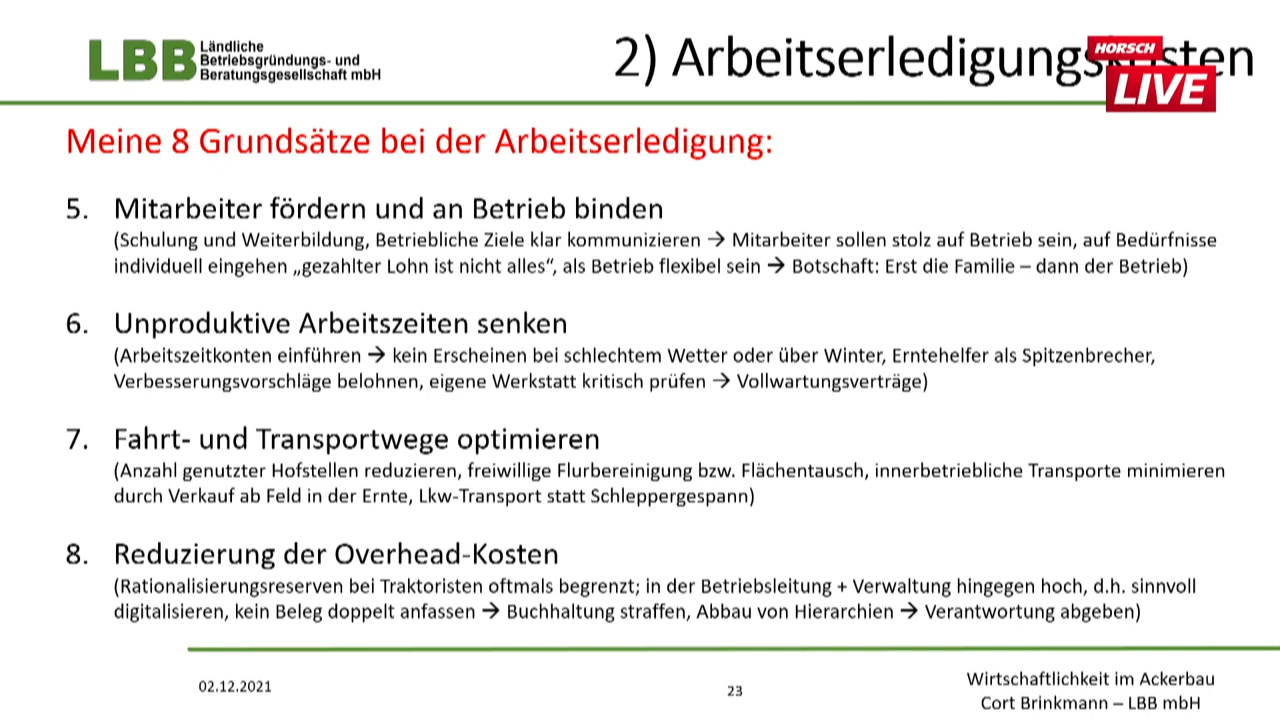 LBB Ländliche
Betriebsgründungs- und
Beratungsgesellschaft mbH
2) Arbeitserledigungskosten
HORSCH
LIVE
Meine 8 Grundsätze bei der Arbeitserledigung:
5. Mitarbeiter fördern und an Betrieb binden
(Schulung und Weiterbildung, Betriebliche Ziele klar kommunizieren → Mitarbeiter sollen stolz auf Betrieb sein, auf Bedürfnisse
individuell eingehen „gezahlter Lohn ist nicht alles“, als Betrieb flexibel sein → Botschaft: Erst die Familie – dann der Betrieb)
6. Unproduktive Arbeitszeiten senken
(Arbeitszeitkonten einführen → kein Erscheinen bei schlechtem Wetter oder über Winter, Erntehelfer als Spitzenbrecher,
Verbesserungsvorschläge belohnen, eigene Werkstatt kritisch prüfen → Vollwartungsverträge)
7. Fahrt- und Transportwege optimieren
(Anzahl genutzter Hofstellen reduzieren, freiwillige Flurbereinigung bzw. Flächentausch, innerbetriebliche Transporte minimieren
durch Verkauf ab Feld in der Ernte, Lkw-Transport statt Schleppergespann)
8. Reduzierung der Overhead-Kosten
(Rationalisierungsreserven bei Traktoristen oftmals begrenzt; in der Betriebsleitung + Verwaltung hingegen hoch, d.h. sinnvoll
digitalisieren, kein Beleg doppelt anfassen → Buchhaltung straffen, Abbau von Hierarchien → Verantwortung abgeben)
02.12.2021
23
Wirtschaftlichkeit im Ackerbau
Cort Brinkmann – LBB mbH